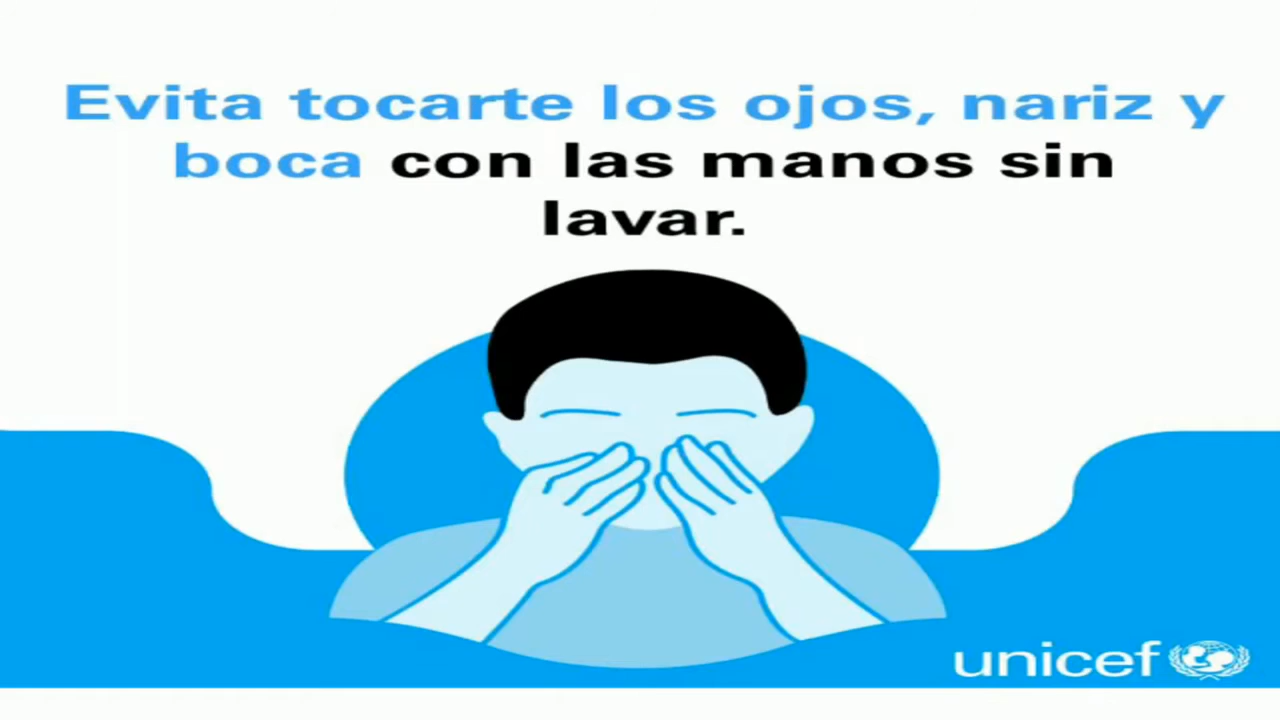 Evita tocarte los ojos, nariz y
boca con las manos sin
lavar.
unicef